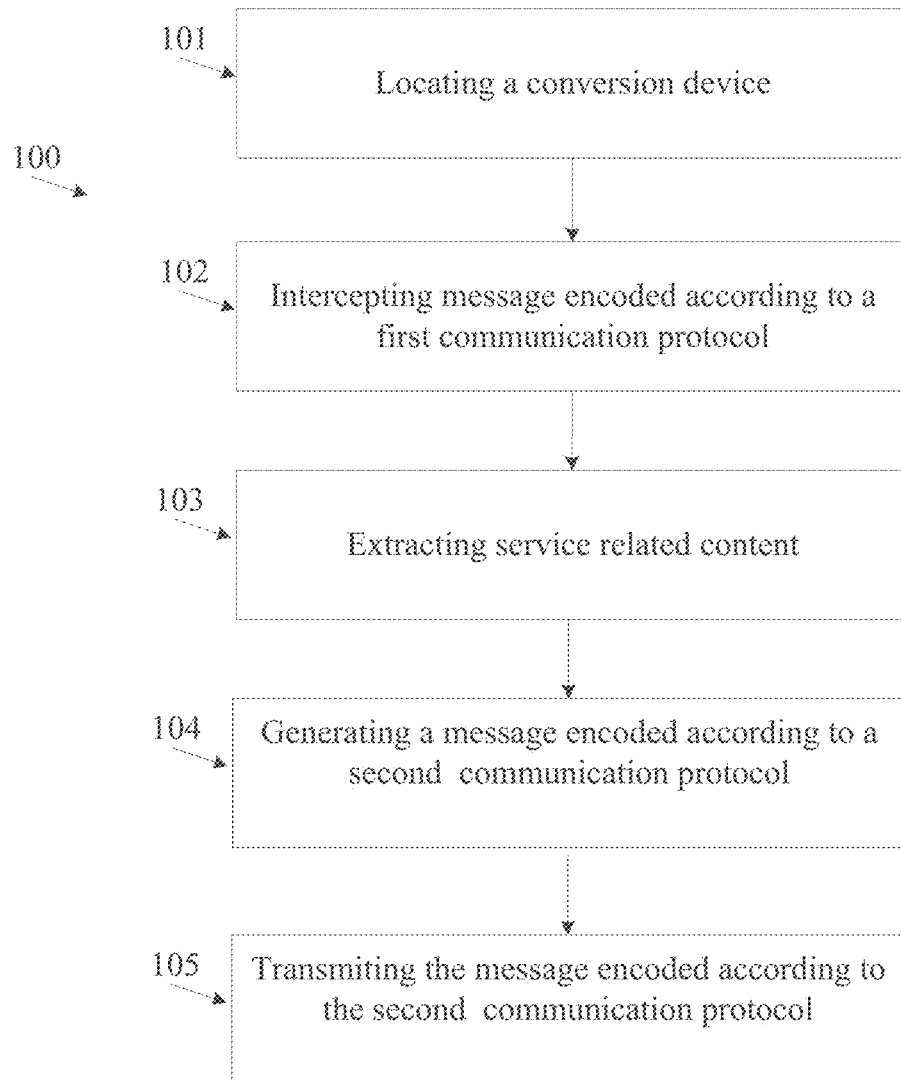 101
Locating a conversion device
100
102
Intercepting message encoded according to a
first communication protocol
103
Extracting service related content
104
Generating a message encoded according to a
second communication protocol
105
Transmiting the message encoded according to
the second communication protocol